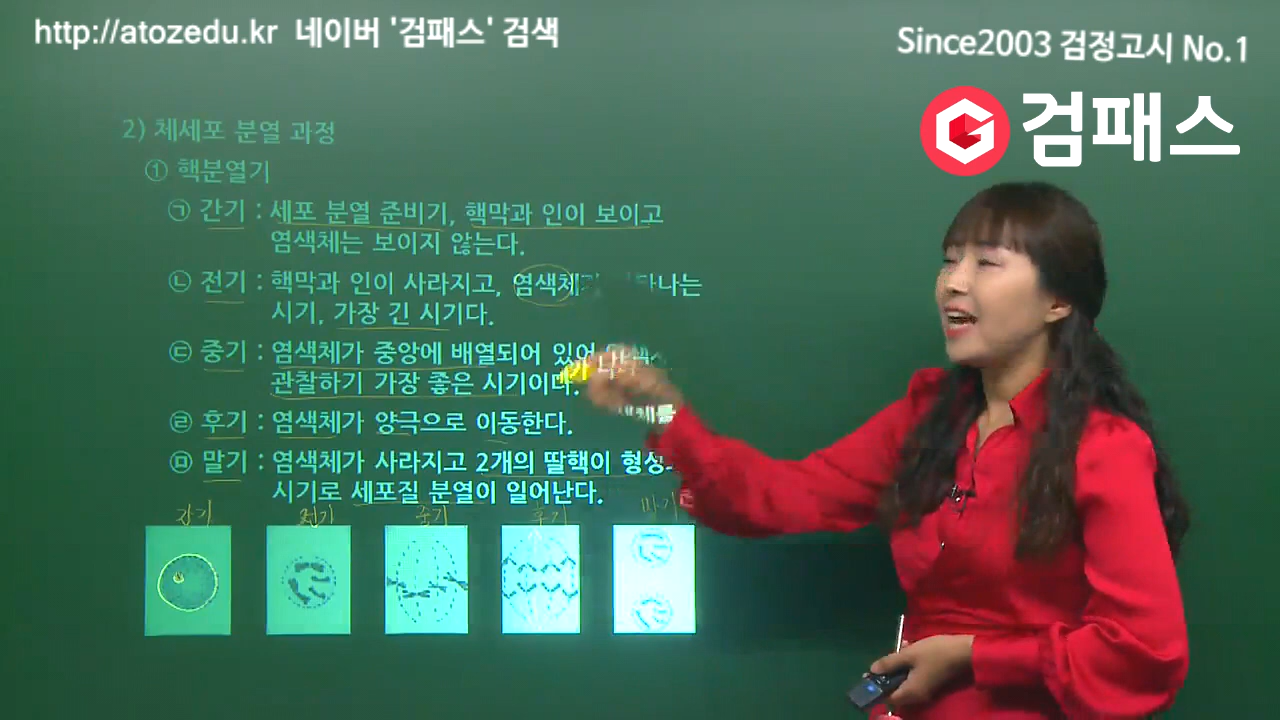 http://atozedu.kr 네이버 '검패스' 검색
Since2003 검정고시 No.1
검패스
2) 체세포 분열 과정
① 핵분열기
㉠ 간기 : 세포 분열 준비기, 핵막과 인이 보이고
염색체는 보이지 않는다.
㉡ 전기 : 핵막과 인이 사라지고, 염색체가
시기, 가장 긴 시기다.
㉢ 중기 : 염색체가 중앙에 배열되어 있어
관찰하기 가장 좋은 시기이다.
㉣ 후기 : 염색체가 양극으로 이동한다.
㉤ 말기 : 염색체가 사라지고 2개의 딸핵이
시기로 세포질 분열이 일어난다.
간기 전기 중기 후기